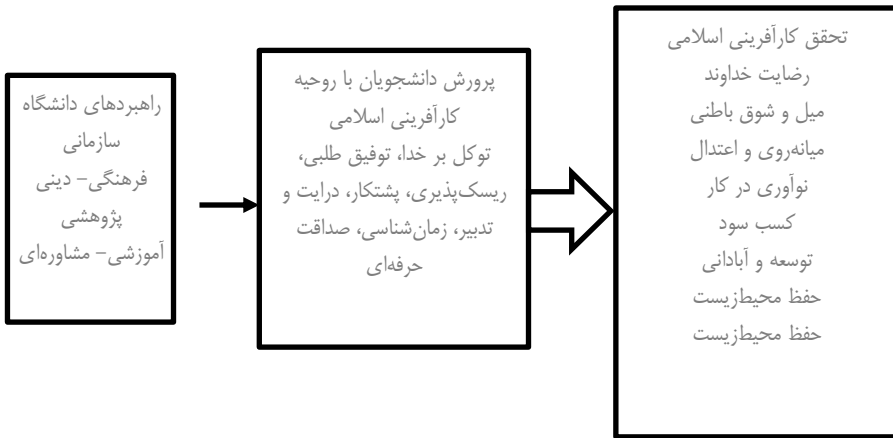 راهبردهای دانشگاه
سازمانی
فرهنگی– دینی
پژوهشی
آموزشی– مشاوره‌ای
پرورش دانشجویان با روحیه
کارآفرینی اسلامی
توکل بر خدا، توفیق طلبی،
ریسک‌پذیری، پشتکار، درایت و
تدبیر، زمان‌شناسی، صداقت
حرفه‌ای
تحقق کارآفرینی اسلامی
رضایت خداوند
میل و شوق باطنی
میانه‌روی و اعتدال
نوآوری در کار
کسب سود
توسعه و آبادانی
حفظ محیط‌زیست
حفظ محیط‌زیست